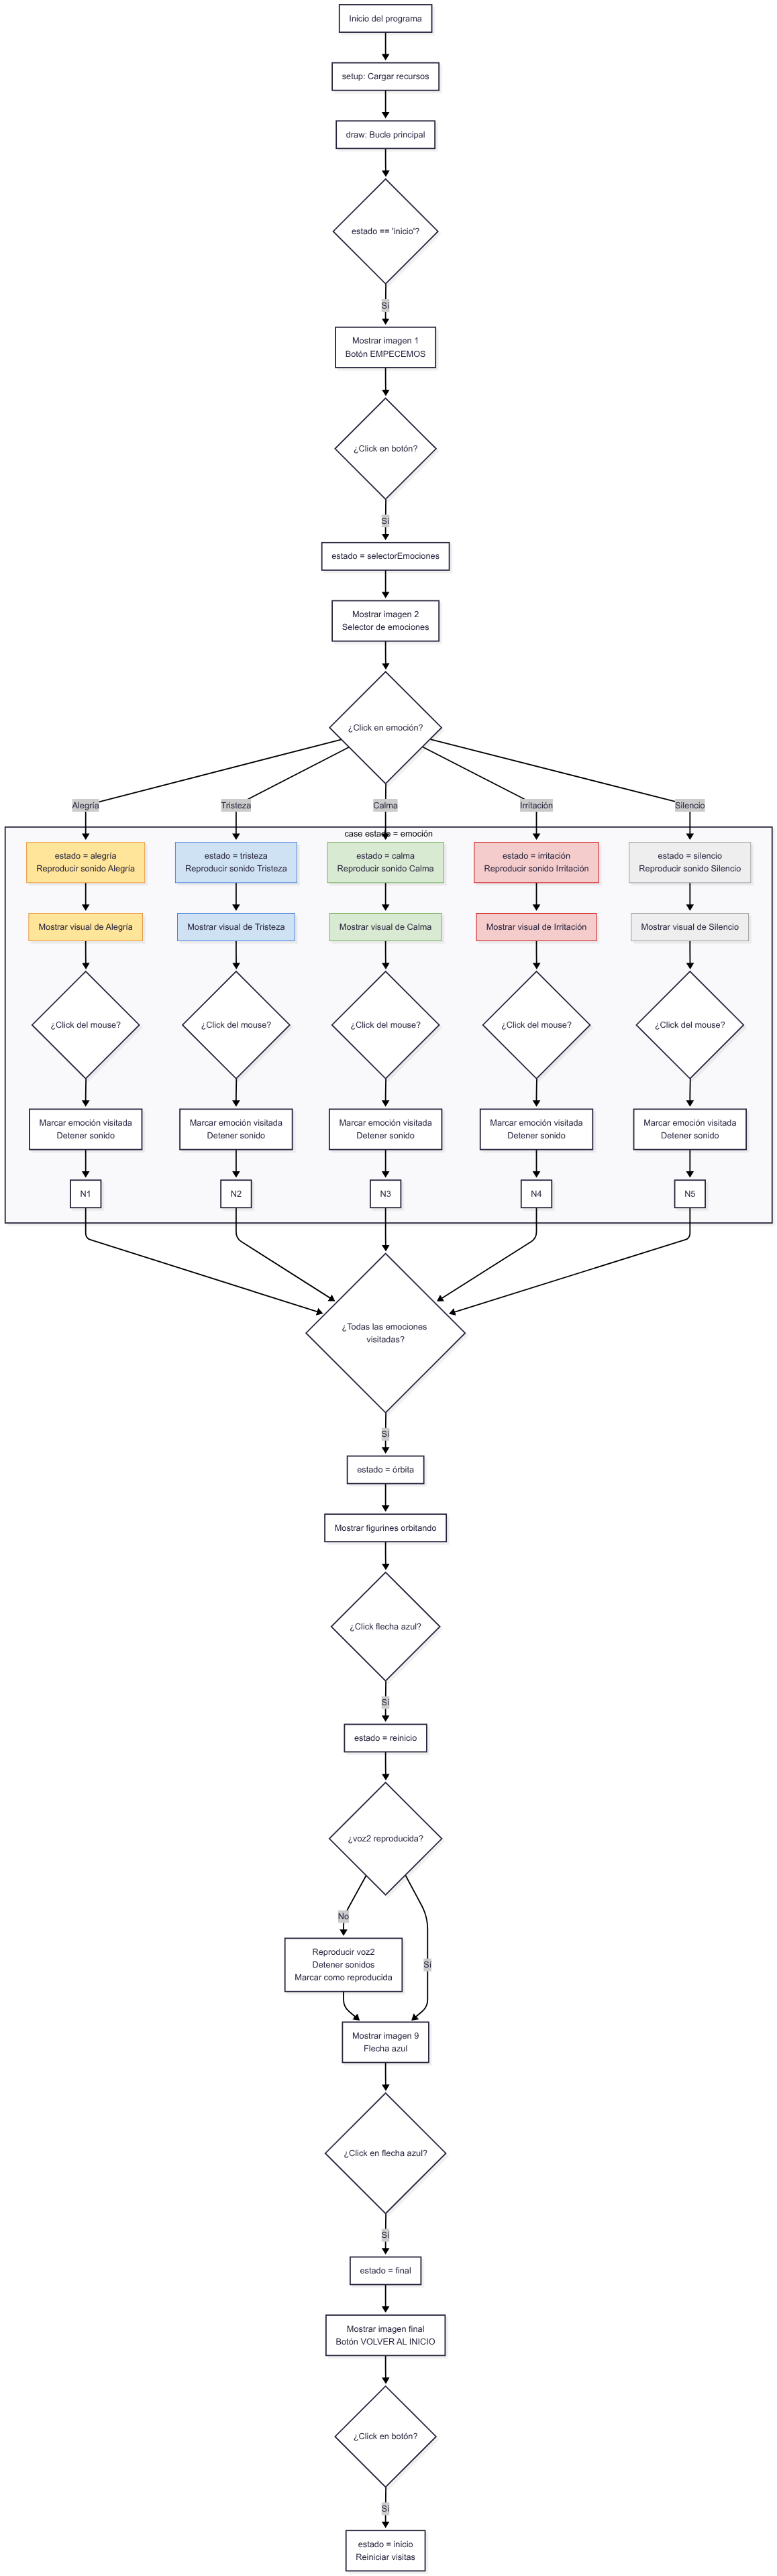 Inicio del programa
setup: Cargar recursos
draw: Bucle principal
estado == 'inicio'?
Sí
Mostrar imagen 1
Botón EMPECEMOS
¿Click en botón?
Sí
estado = selectorEmociones
Mostrar imagen 2
Selector de emociones
¿Click en emoción?
Alegría
Tristeza
Calma
Irritación
Silencio
case estado = emoción
estado = alegría
Reproducir sonido Alegría
estado = tristeza
Reproducir sonido Tristeza
estado = calma
Reproducir sonido Calma
estado = irritación
Reproducir sonido Irritación
estado = silencio
Reproducir sonido Silencio
Mostrar visual de Alegría
Mostrar visual de Tristeza
Mostrar visual de Calma
Mostrar visual de Irritación
Mostrar visual de Silencio
¿Click del mouse?
¿Click del mouse?
¿Click del mouse?
¿Click del mouse?
¿Click del mouse?
Marcar emoción visitada
Detener sonido
Marcar emoción visitada
Detener sonido
Marcar emoción visitada
Detener sonido
Marcar emoción visitada
Detener sonido
Marcar emoción visitada
Detener sonido
N1
N2
N3
N4
N5
¿Todas las emociones
visitadas?
Sí
estado = órbita
Mostrar figurines orbitando
¿Click flecha azul?
Sí
estado = reinicio
¿voz2 reproducida?
No
Reproducir voz2
Detener sonidos
Marcar como reproducida
Sí
Mostrar imagen 9
Flecha azul
¿Click en flecha azul?
Sí
estado = final
Mostrar imagen final
Botón VOLVER AL INICIO
¿Click en botón?
Sí
estado = inicio
Reiniciar visitas